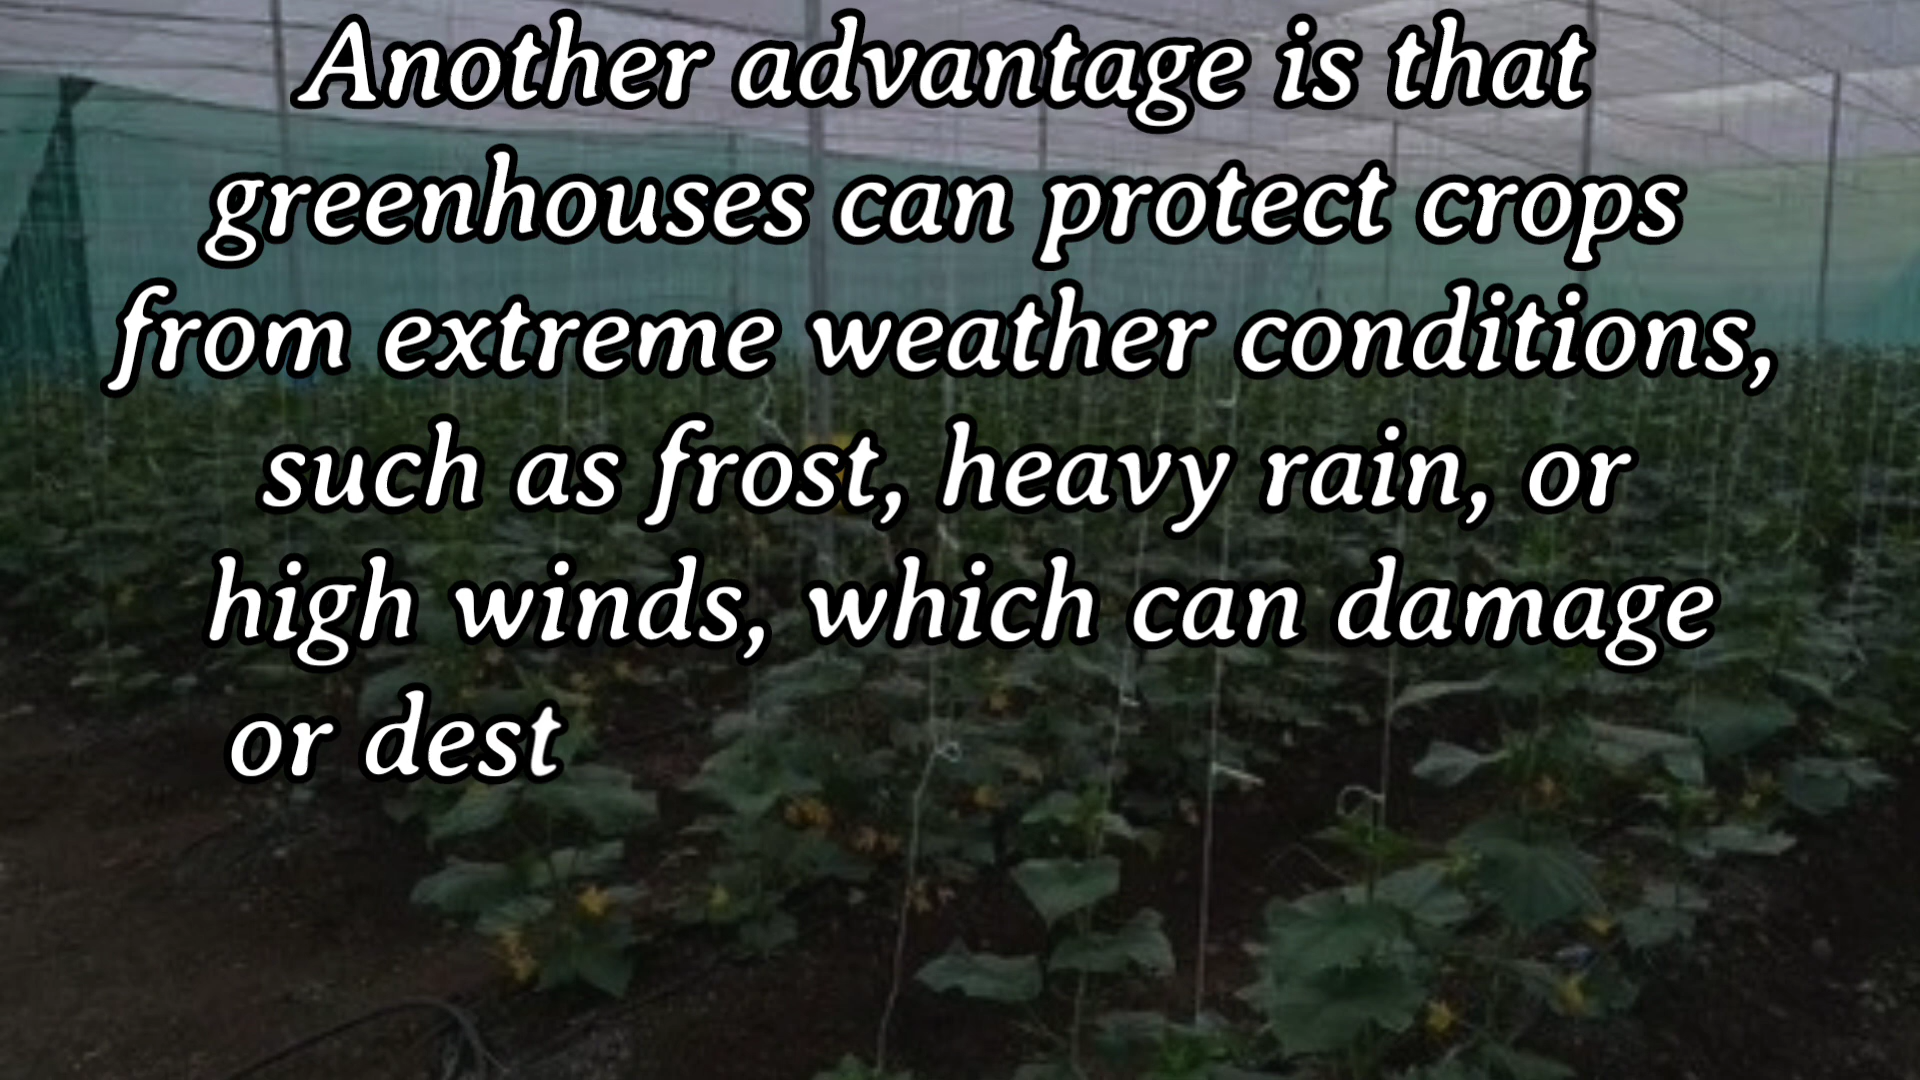 Another advantage is that
greenhouses can protect crops
from extreme weather conditions,
such as frost, heavy rain, or
high winds, which can damage
or dest